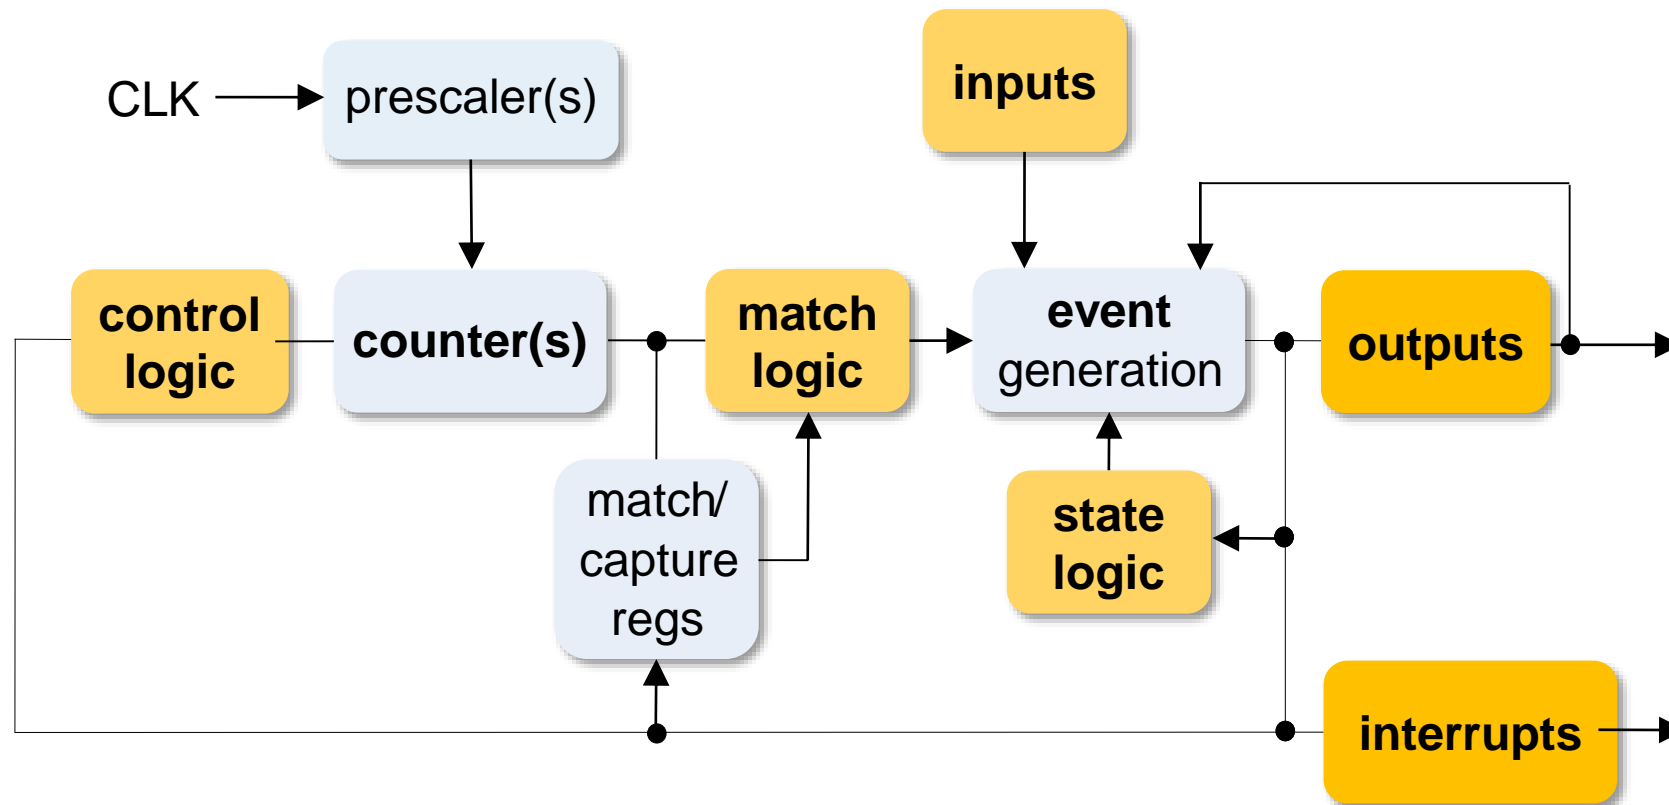 CLK
prescaler(s)
inputs
control
logic
counter(s)
match
logic
event
generation
outputs
match/
capture
regs
state
logic
interrupts